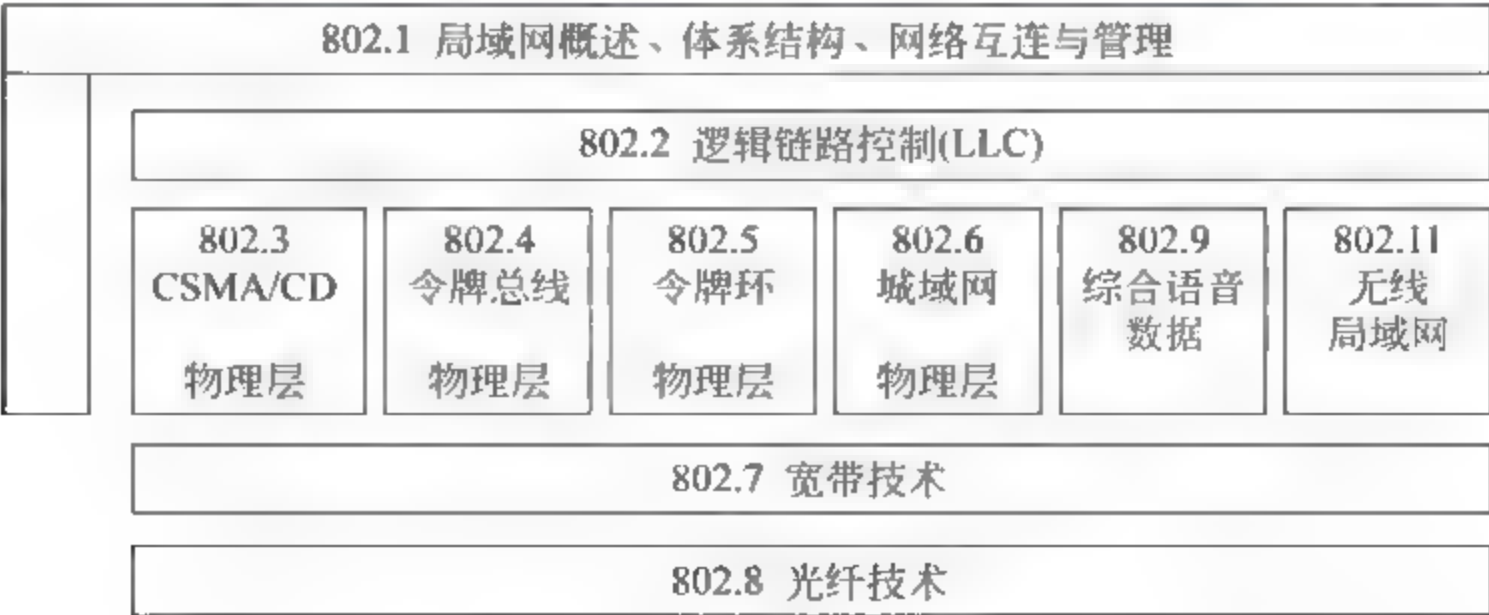 802.1 局域网概述、体系结构、网络互连与管理
802.2 逻辑链路控制(LLC)
802.3
CSMA/CD
物理层
802.4
令牌总线
物理层
802.5
令牌环
物理层
802.6
城域网
物理层
802.9
综合语音
数据
802.11
无线
局域网
802.7 宽带技术
802.8 光纤技术